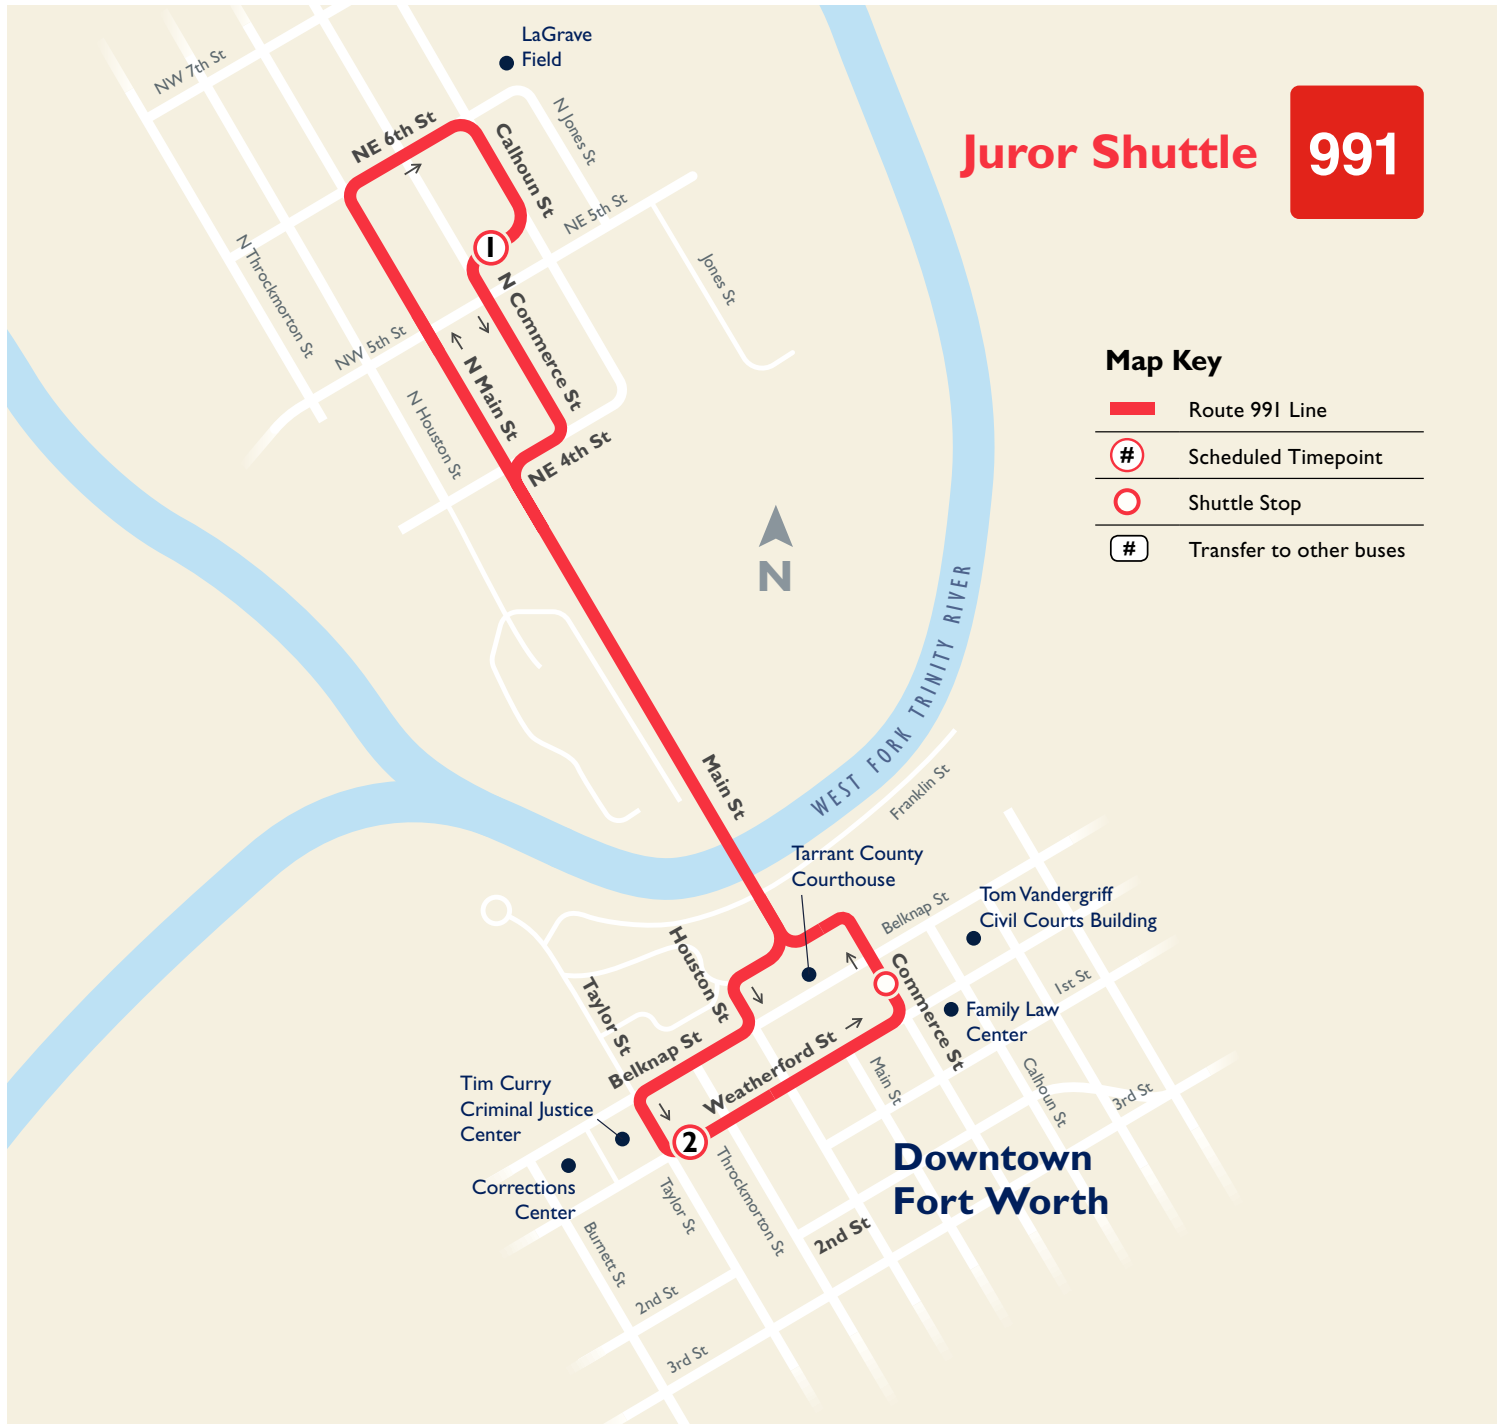 LaGrave
Field
NW 7th St
N Jones St
NE 6th St
Calhoun St
Juror Shuttle
991
NE 5th St
N Throckmorton St
1
Jones St
N Commerce St
NW 5th St
N Main St
N Houston St
NE 4th St
Map Key
Route 991 Line
#
Scheduled Timepoint
Shuttle Stop
#
Transfer to other buses
N
WEST FORK TRINITY RIVER
Main St
Franklin St
Tarrant County
Courthouse
Belknap St
Tom Vandergriff
Civil Courts Building
Houston St
Commerce St
1st St
Taylor St
Family Law
Center
Belknap St
Weatherford St
Main St
Calhoun St
3rd St
Tim Curry
Criminal Justice
Center
2
Corrections
Center
Downtown
Fort Worth
Taylor St
Throckmorton St
Burnett St
2nd St
2nd St
3rd St